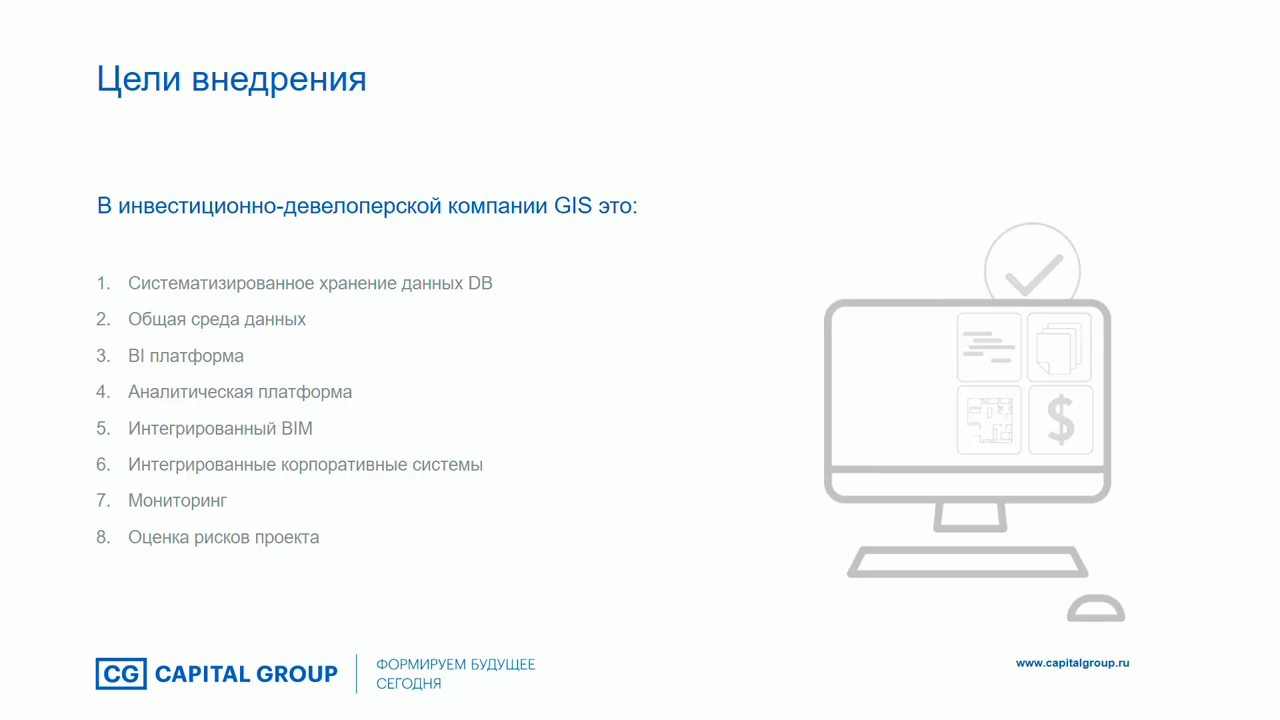 Цели внедрения
В инвестиционно-девелоперской компании GIS это:
1. Систематизированное хранение данных DB
2. Общая среда данных
3. BI платформа
4. Аналитическая платформа
5. Интегрированный BIM
6. Интегрированные корпоративные системы
7. Мониторинг
8. Оценка рисков проекта
$
CG CAPITAL GROUP
ФОРМИРУЕМ БУДУЩЕЕ
СЕГОДНЯ
www.capitalgroup.ru